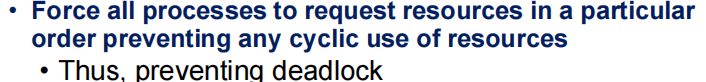 • Force all processes to request resources in a particular
order preventing any cyclic use of resources
• Thus, preventing deadlock